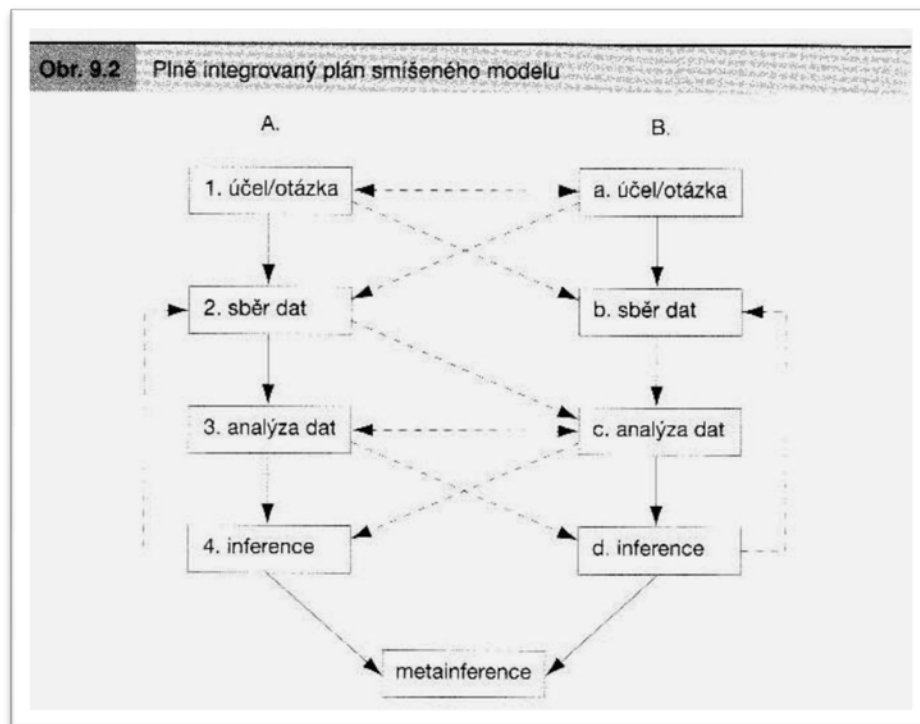 Obr. 9.2 Plně integrovaný plán smíšeného modelu
A. B.
1. účel/otázka a. účel/otázka
2. sběr dat b. sběr dat
3. analýza dat c. analýza dat
4. inference d. inference
metainference